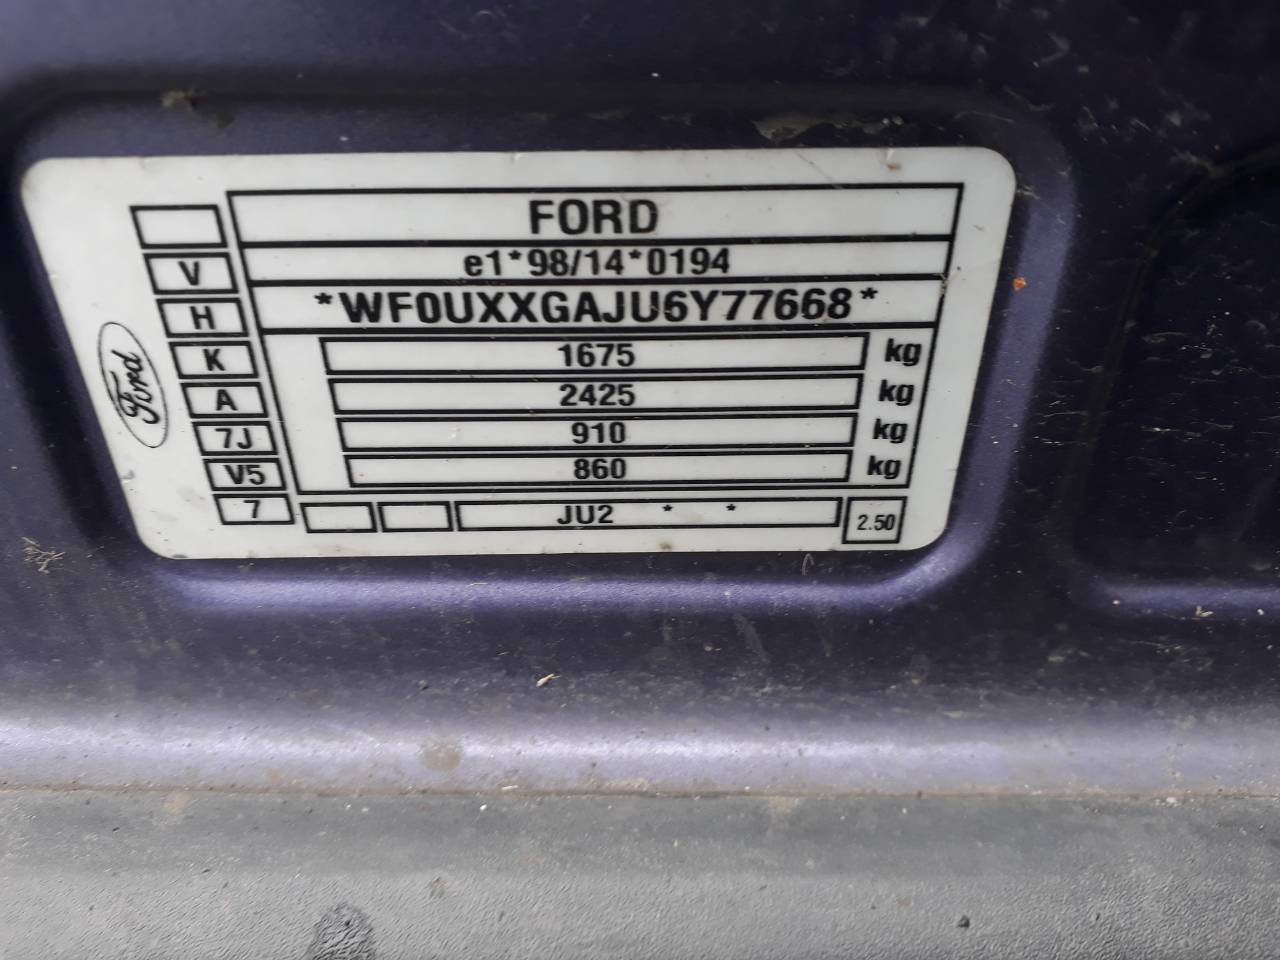 FORD
V e1*98/14*0194
H *WF0UXXGAJU6Y77668*
K 1675 kg
A 2425 kg
7J 910 kg
V5 860 kg
7 JU2 * * 2.50
Ford